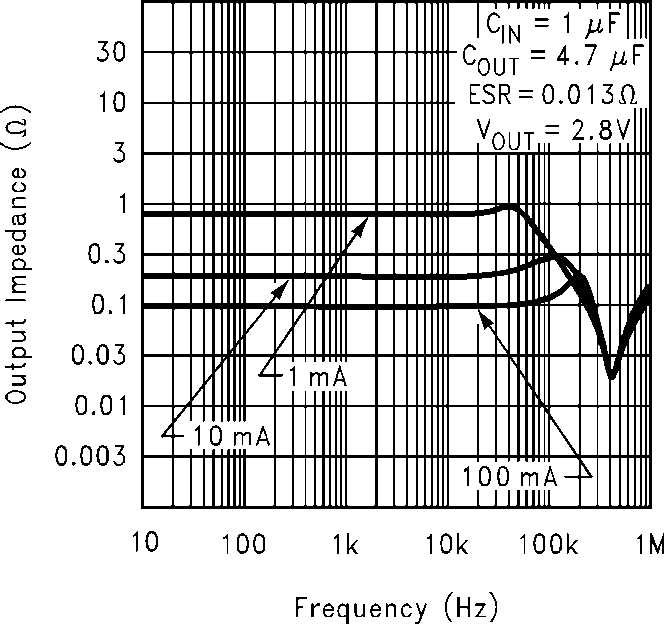 C_IN = 1 µF
C_OUT = 4.7 µF
ESR = 0.013Ω
V_OUT = 2.8V
Output Impedance (Ω)
30
10
3
1
0.3
0.1
0.03
0.01
0.003
1 mA
10 mA
100 mA
10 100 1k 10k 100k 1M
Frequency (Hz)